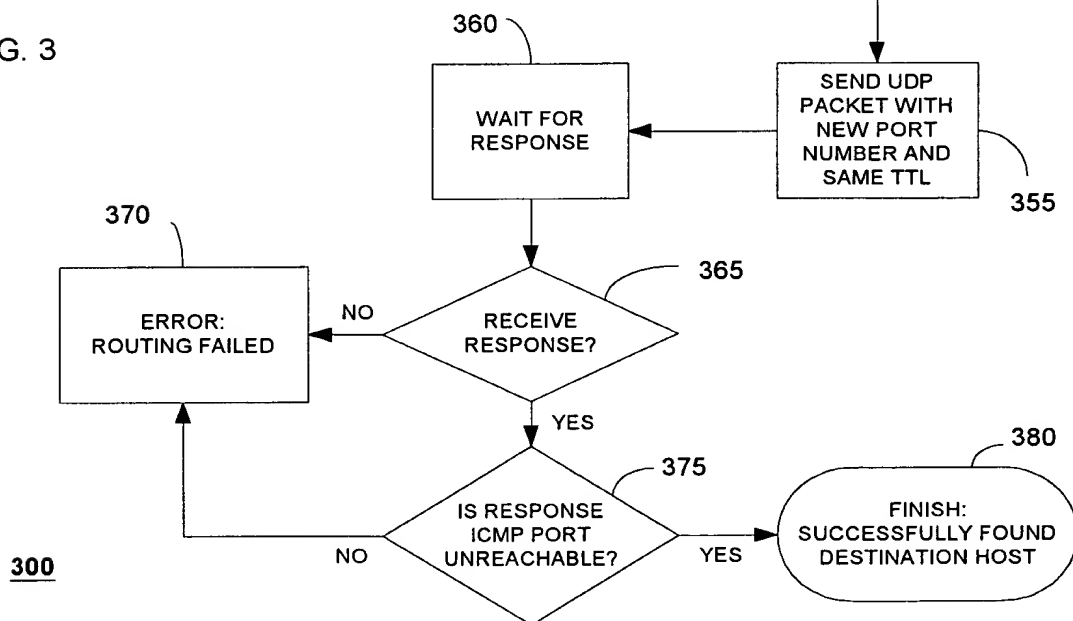 G. 3
360
WAIT FOR
RESPONSE
SEND UDP
PACKET WITH
NEW PORT
NUMBER AND
SAME TTL
355
370
ERROR:
ROUTING FAILED
NO
365
RECEIVE
RESPONSE?
YES
375
IS RESPONSE
ICMP PORT
UNREACHABLE?
NO
YES
380
FINISH:
SUCCESSFULLY FOUND
DESTINATION HOST
300